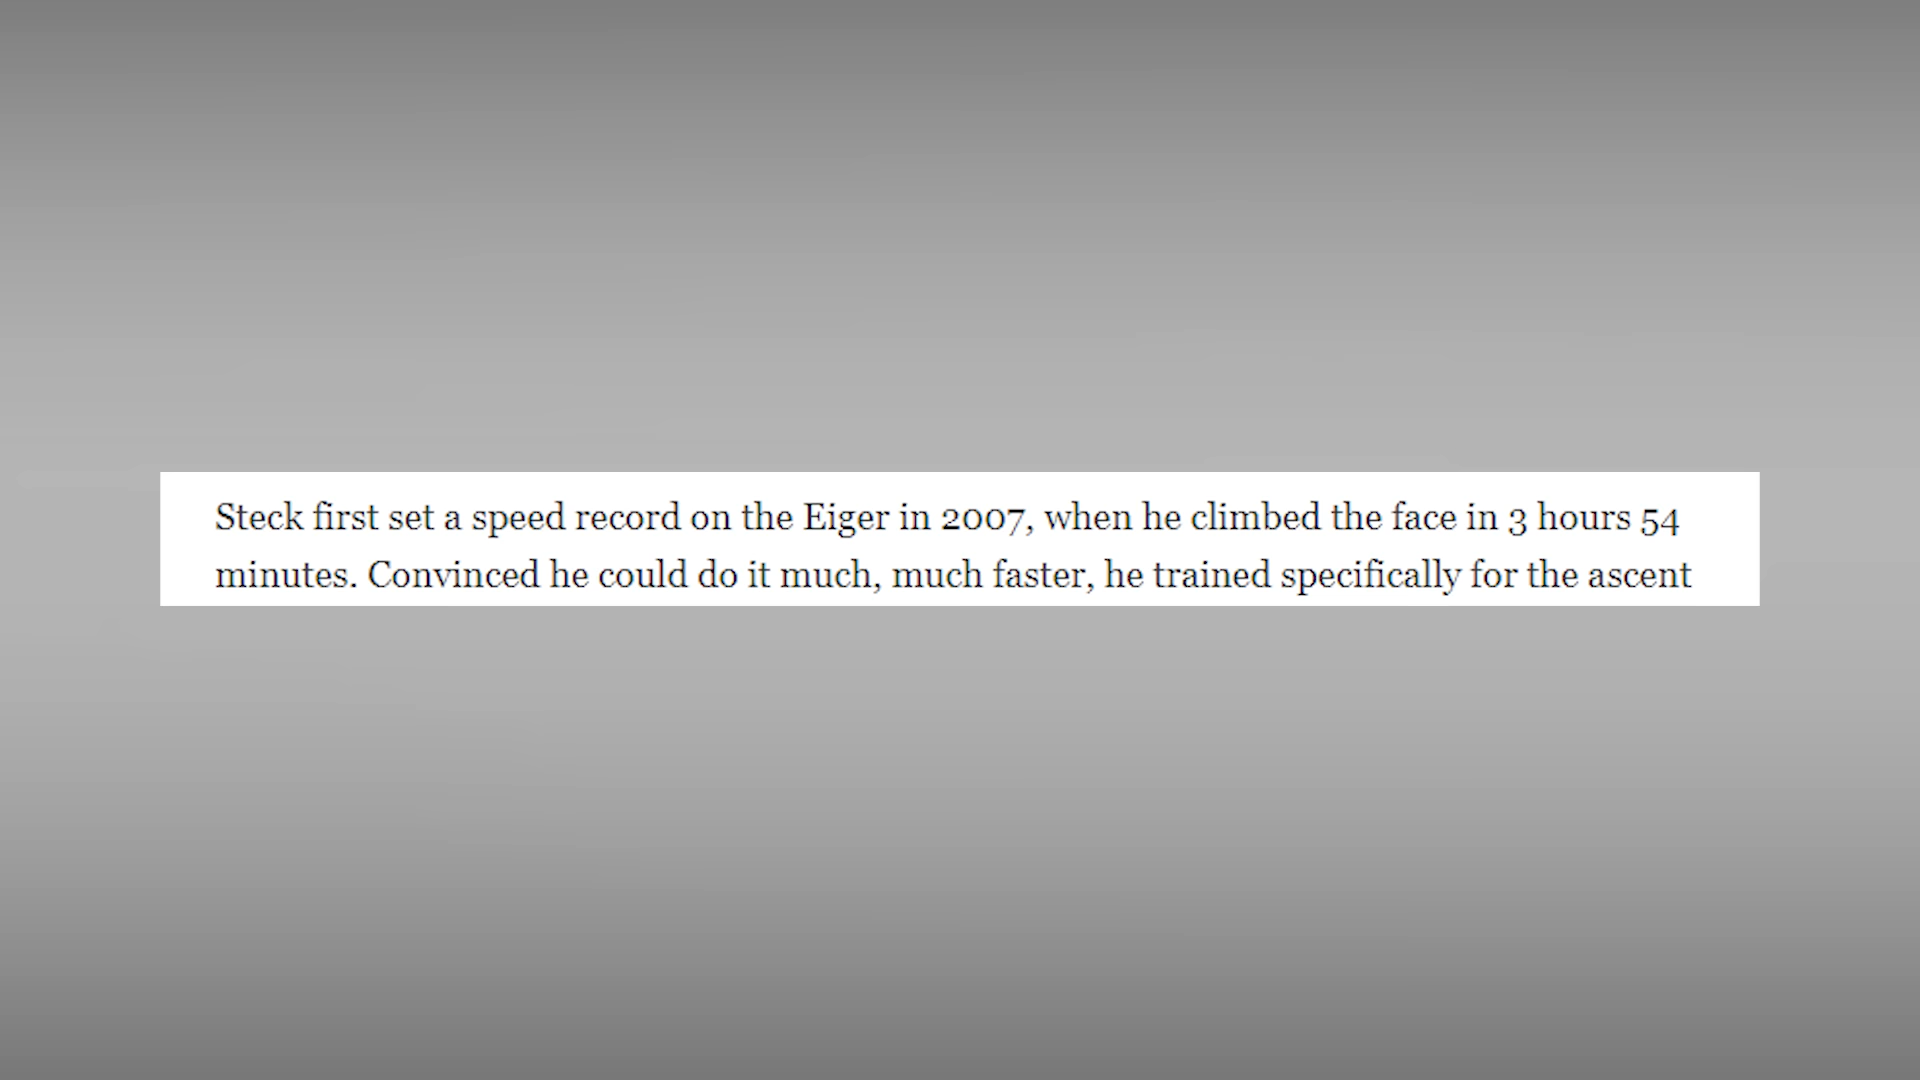 Steck first set a speed record on the Eiger in 2007, when he climbed the face in 3 hours 54
minutes. Convinced he could do it much, much faster, he trained specifically for the ascent